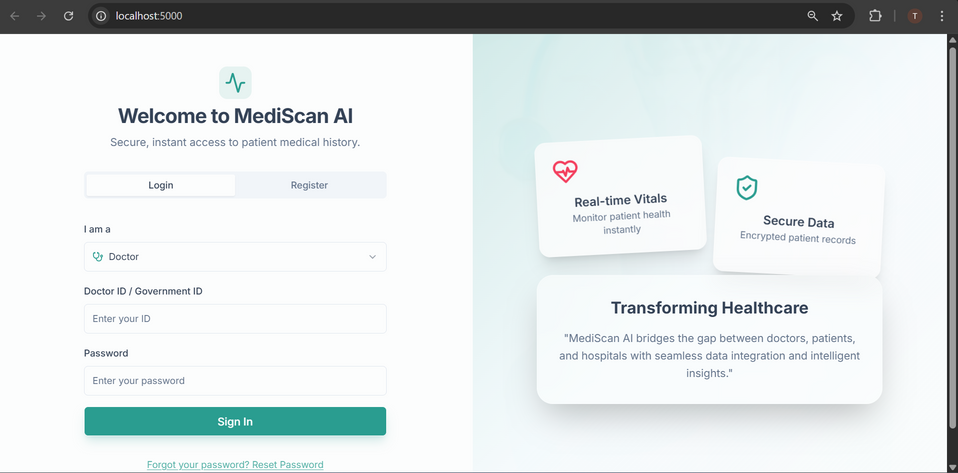 localhost:5000
T
Welcome to MediScan AI
Secure, instant access to patient medical history.
Login
Register
I am a
Doctor
Doctor ID / Government ID
Enter your ID
Password
Enter your password
Sign In
Forgot your password? Reset Password
Real-time Vitals
Monitor patient health
instantly
Secure Data
Encrypted patient records
Transforming Healthcare
"MediScan AI bridges the gap between doctors, patients,
and hospitals with seamless data integration and intelligent
insights."